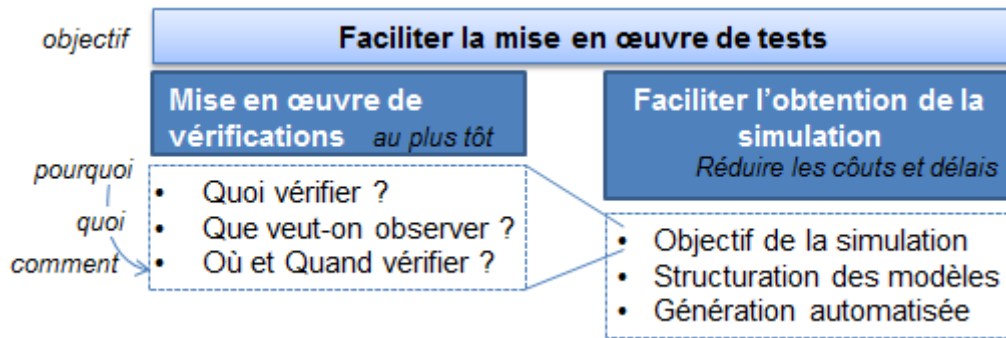 objectif
Faciliter la mise en œuvre de tests
Mise en œuvre de
vérifications au plus tôt
Faciliter l'obtention de la
simulation
Réduire les côuts et délais
pourquoi
quoi
comment
• Quoi vérifier ?
• Que veut-on observer ?
• Où et Quand vérifier ?
• Objectif de la simulation
• Structuration des modèles
• Génération automatisée